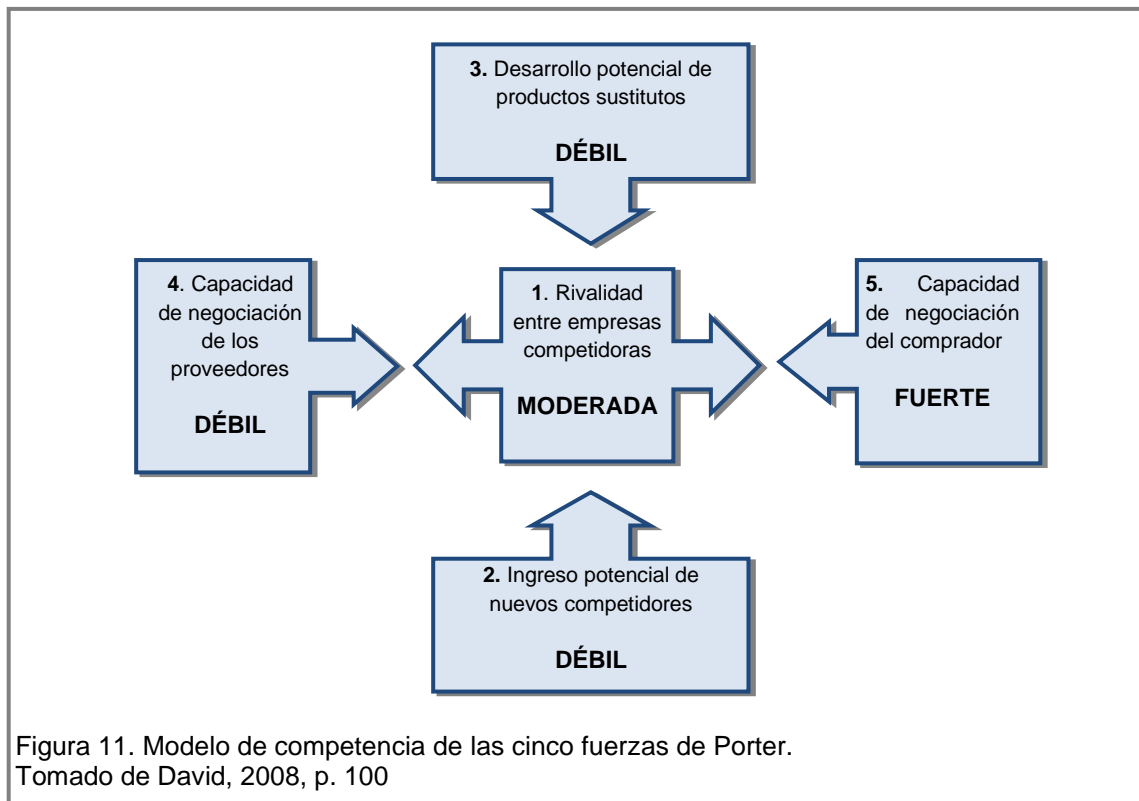 3. Desarrollo potencial de
productos sustitutos
DÉBIL
4. Capacidad
de negociación
de los
proveedores
DÉBIL
1. Rivalidad
entre empresas
competidoras
MODERADA
5. Capacidad
de negociación
del comprador
FUERTE
2. Ingreso potencial de
nuevos competidores
DÉBIL
Figura 11. Modelo de competencia de las cinco fuerzas de Porter.
Tomado de David, 2008, p. 100